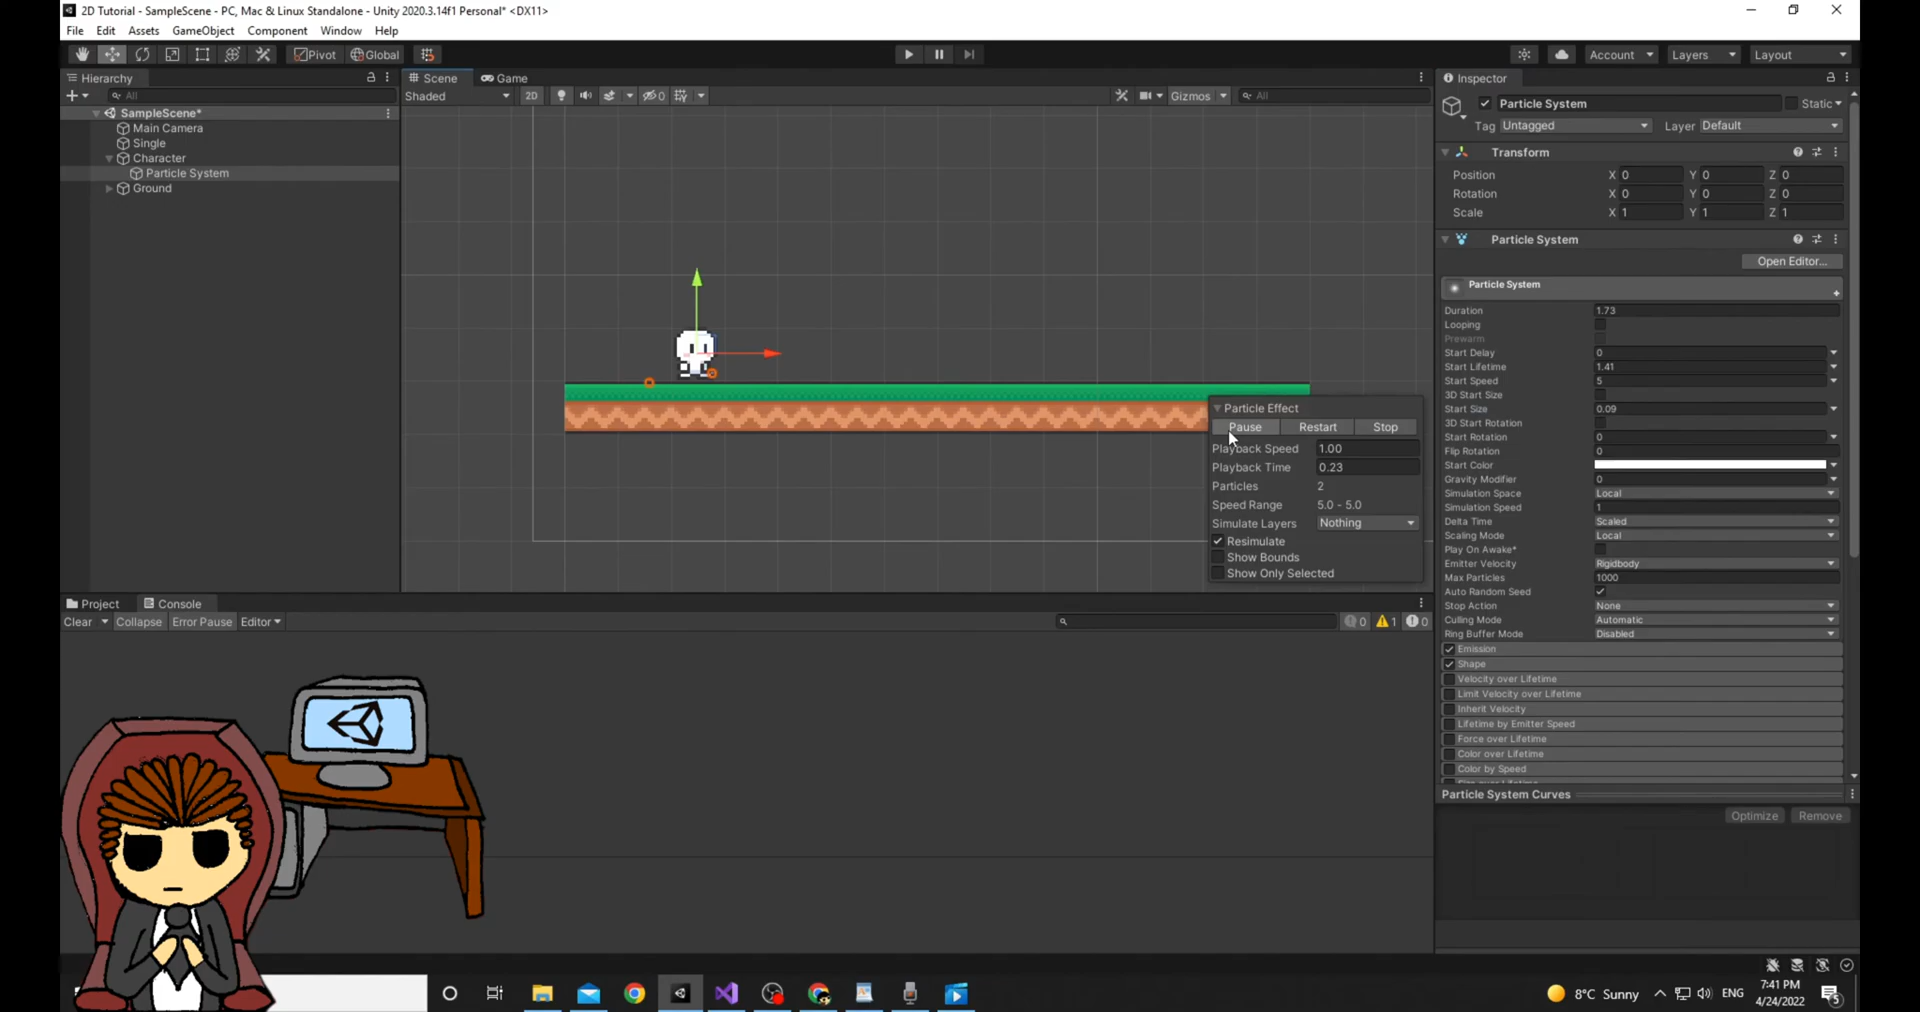 2D Tutorial - SampleScene - PC, Mac & Linux Standalone - Unity 2020.3.14f1 Personal* <DX11>
File Edit Assets GameObject Component Window Help
Pivot Global Account Layers Layout
Hierarchy
All
SampleScene*
Main Camera
Single
Character
Particle System
Ground
Scene Game
Shaded 2D 0 Gizmos All
Particle Effect
Pause Restart Stop
Playback Speed 1.00
Playback Time 0.23
Particles 2
Speed Range 5.0 - 5.0
Simulate Layers Nothing
Resimulate
Show Bounds
Show Only Selected
Project Console
Clear Collapse Error Pause Editor 0 1 0
Inspector
Particle System Static
Tag Untagged Layer Default
Transform
Position X 0 Y 0 Z 0
Rotation X 0 Y 0 Z 0
Scale X 1 Y 1 Z 1
Particle System
Open Editor...
Particle System
Duration 1.73
Looping
Prewarm
Start Delay 0
Start Lifetime 1.41
Start Speed 5
3D Start Size
Start Size 0.09
3D Start Rotation
Start Rotation 0
Flip Rotation 0
Start Color
Gravity Modifier 0
Simulation Space Local
Simulation Speed 1
Delta Time Scaled
Scaling Mode Local
Play On Awake*
Emitter Velocity Rigidbody
Max Particles 1000
Auto Random Seed
Stop Action None
Culling Mode Automatic
Ring Buffer Mode Disabled
Emission
Shape
Velocity over Lifetime
Limit Velocity over Lifetime
Inherit Velocity
Lifetime by Emitter Speed
Force over Lifetime
Color over Lifetime
Color by Speed
Particle System Curves
Optimize Remove
8°C Sunny ENG 7:41 PM
4/24/2022
5